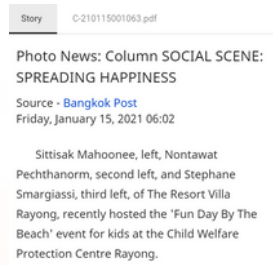 Story C-210115001063.pdf
Photo News: Column SOCIAL SCENE:
SPREADING HAPPINESS
Source - Bangkok Post
Friday, January 15, 2021 06:02
Sittisak Mahoonee, left, Nontawat
Pechthanorm, second left, and Stephane
Smargiassi, third left, of The Resort Villa
Rayong, recently hosted the 'Fun Day By The
Beach' event for kids at the Child Welfare
Protection Centre Rayong.